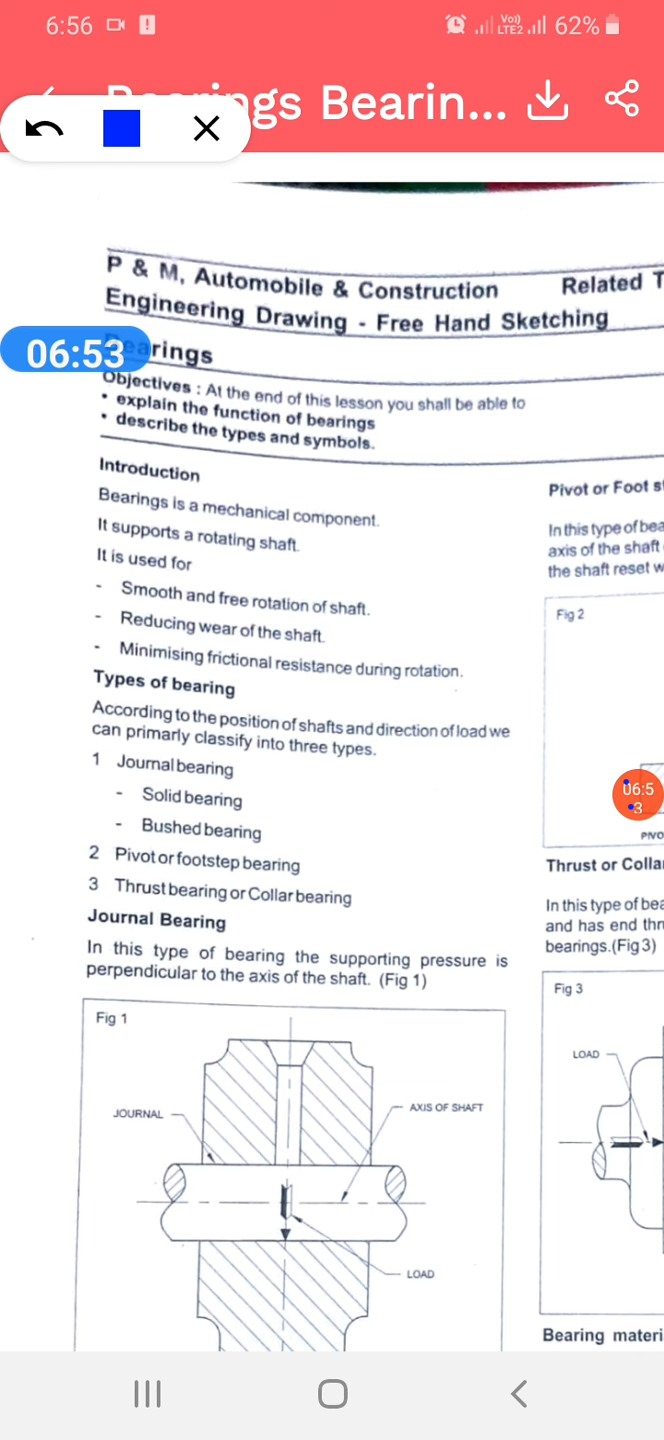 6:56
Vo))
LTE2
62%
Bearings Bearin...
06:53
P & M, Automobile & Construction
Engineering Drawing - Free Hand Sketching
Bearings
Objectives : At the end of this lesson you shall be able to
• explain the function of bearings
• describe the types and symbols.
Introduction
Bearings is a mechanical component.
It supports a rotating shaft.
It is used for
- Smooth and free rotation of shaft.
- Reducing wear of the shaft.
- Minimising frictional resistance during rotation.
Types of bearing
According to the position of shafts and direction of load we
can primarly classify into three types.
1 Journal bearing
- Solid bearing
- Bushed bearing
2 Pivot or footstep bearing
3 Thrust bearing or Collar bearing
Journal Bearing
In this type of bearing the supporting pressure is
perpendicular to the axis of the shaft. (Fig 1)
Fig 1
JOURNAL
AXIS OF SHAFT
LOAD
Related
Pivot or Foot
In this type of
axis of the shaft
the shaft reset
Fig 2
06:5
3
Thrust or
In this type of
and has end
bearings.(Fig 3)
Fig 3
LOAD
Bearing